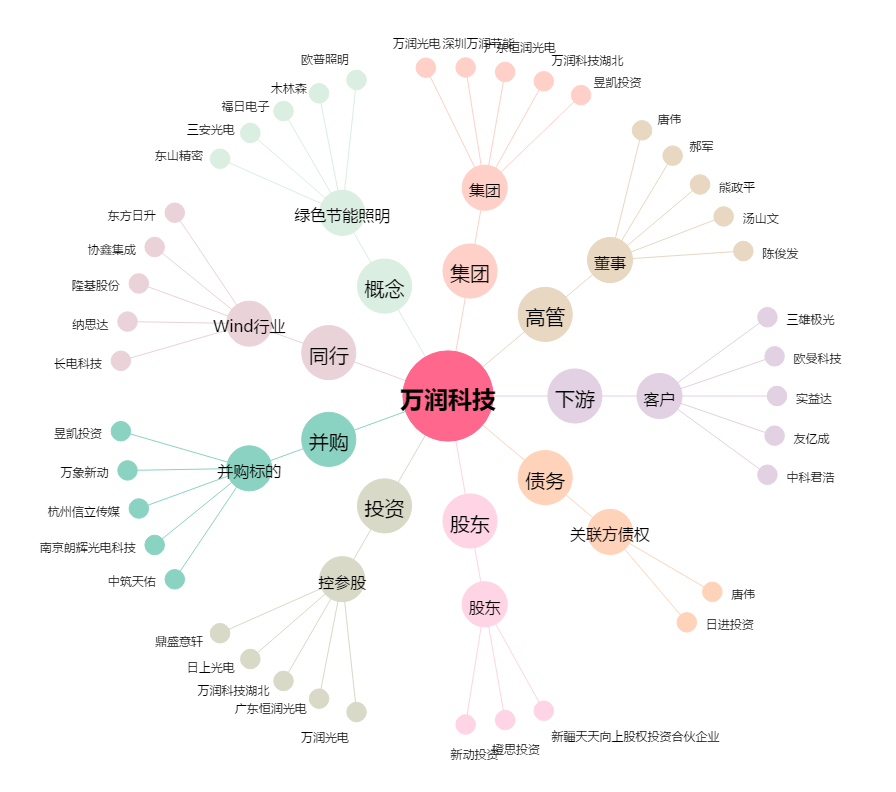 万润光电
深圳万润节能
广东恒润光电
万润科技湖北
昱凯投资
集团
集团
唐伟
郝军
熊政平
汤山文
陈俊发
董事
高管
三雄极光
欧曼科技
实益达
友亿成
中科君浩
客户
下游
债务
关联方债权
唐伟
日进投资
股东
股东
新动投资
橙思投资
新疆天天向上股权投资合伙企业
投资
控参股
鼎盛意轩
日上光电
万润科技湖北
广东恒润光电
万润光电
并购
并购标的
昱凯投资
万象新动
杭州信立传媒
南京朗辉光电科技
中筑天佑
同行
Wind行业
东方日升
协鑫集成
隆基股份
纳思达
长电科技
概念
绿色节能照明
欧普照明
木林森
福日电子
三安光电
东山精密
万润科技